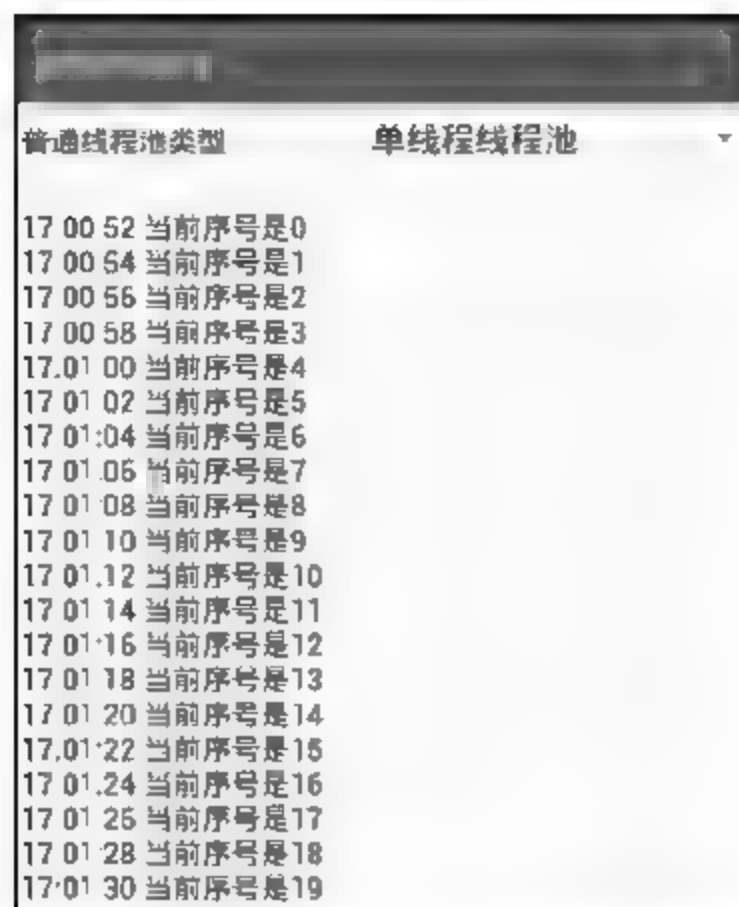 普通线程池类型 单线程线程池
17:00:52 当前序号是0
17:00:54 当前序号是1
17:00:56 当前序号是2
17:00:58 当前序号是3
17:01:00 当前序号是4
17:01:02 当前序号是5
17:01:04 当前序号是6
17:01:06 当前序号是7
17:01:08 当前序号是8
17:01:10 当前序号是9
17:01:12 当前序号是10
17:01:14 当前序号是11
17:01:16 当前序号是12
17:01:18 当前序号是13
17:01:20 当前序号是14
17:01:22 当前序号是15
17:01:24 当前序号是16
17:01:26 当前序号是17
17:01:28 当前序号是18
17:01:30 当前序号是19